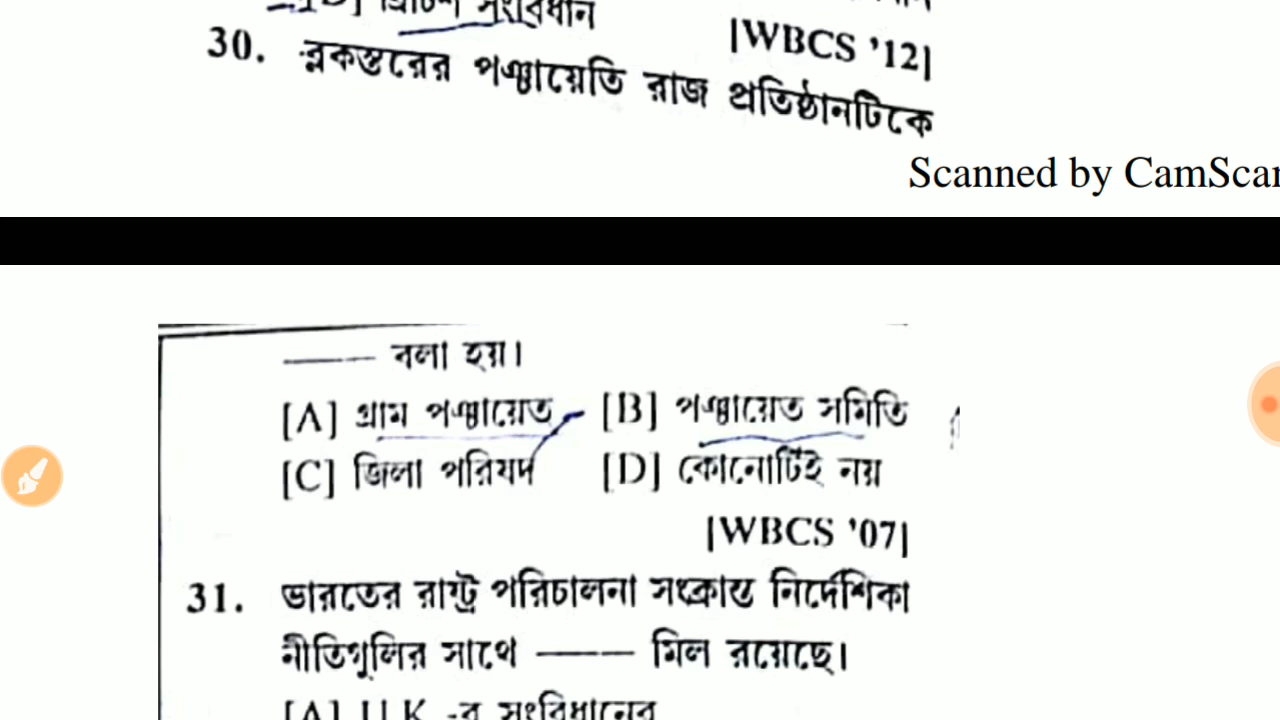 [D] ব্রিটিশ সংবিধান
[WBCS '12]
30. ব্লকস্তরের পঞ্চায়েতি রাজ প্রতিষ্ঠানটিকে
Scanned by CamScan
—— বলা হয়।
[A] গ্রাম পঞ্চায়েত [B] পঞ্চায়েত সমিতি
[C] জিলা পরিষদ [D] কোনোটিই নয়
[WBCS '07]
31. ভারতের রাষ্ট্র পরিচালনা সংক্রান্ত নির্দেশিকা
নীতিগুলির সাথে —— মিল রয়েছে।
[A] U.K.-র সংবিধানের